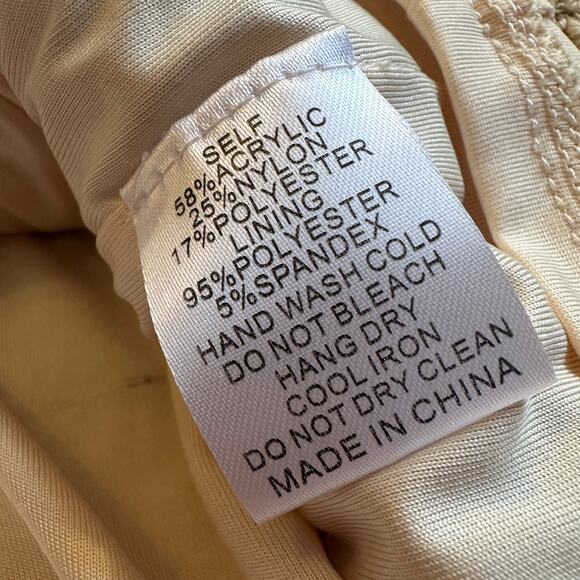 SELF
58%ACRYLIC
25%NYLON
17%POLYESTER
LINING
95%POLYESTER
5%SPANDEX
HAND WASH COLD
DO NOT BLEACH
HANG DRY
COOL IRON
DO NOT DRY CLEAN
MADE IN CHINA